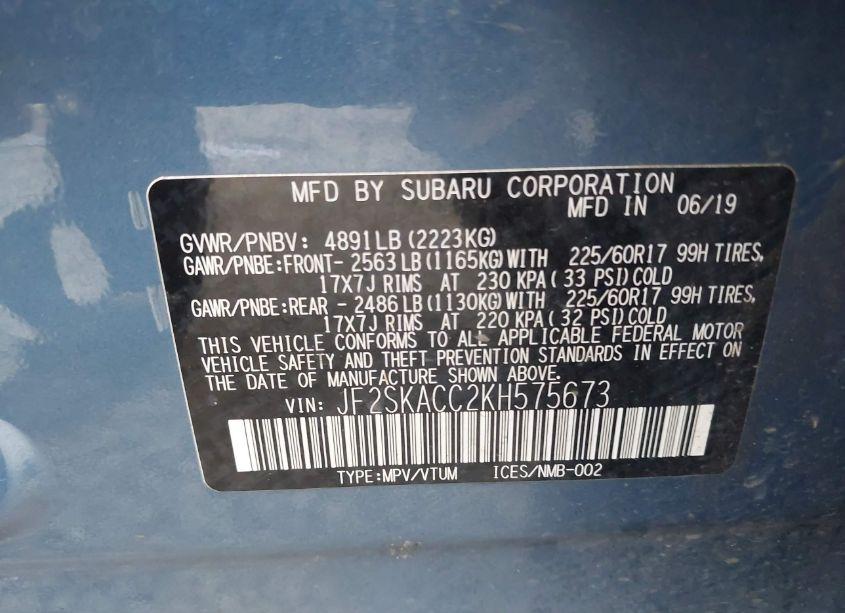 MFD BY SUBARU CORPORATION
MFD IN 06/19
GVWR/PNBV: 4891LB (2223KG)
GAWR/PNBE:FRONT- 2563 LB (1165KG) WITH 225/60R17 99H TIRES,
17X7J RIMS AT 230 KPA (33 PSI) COLD
GAWR/PNBE:REAR - 2486 LB (1130KG) WITH 225/60R17 99H TIRES,
17X7J RIMS AT 220 KPA (32 PSI) COLD
THIS VEHICLE CONFORMS TO ALL APPLICABLE FEDERAL MOTOR
VEHICLE SAFETY AND THEFT PREVENTION STANDARDS IN EFFECT ON
THE DATE OF MANUFACTURE SHOWN ABOVE.
VIN: JF2SKACC2KH575673
TYPE:MPV/VTUM ICES/NMB-002